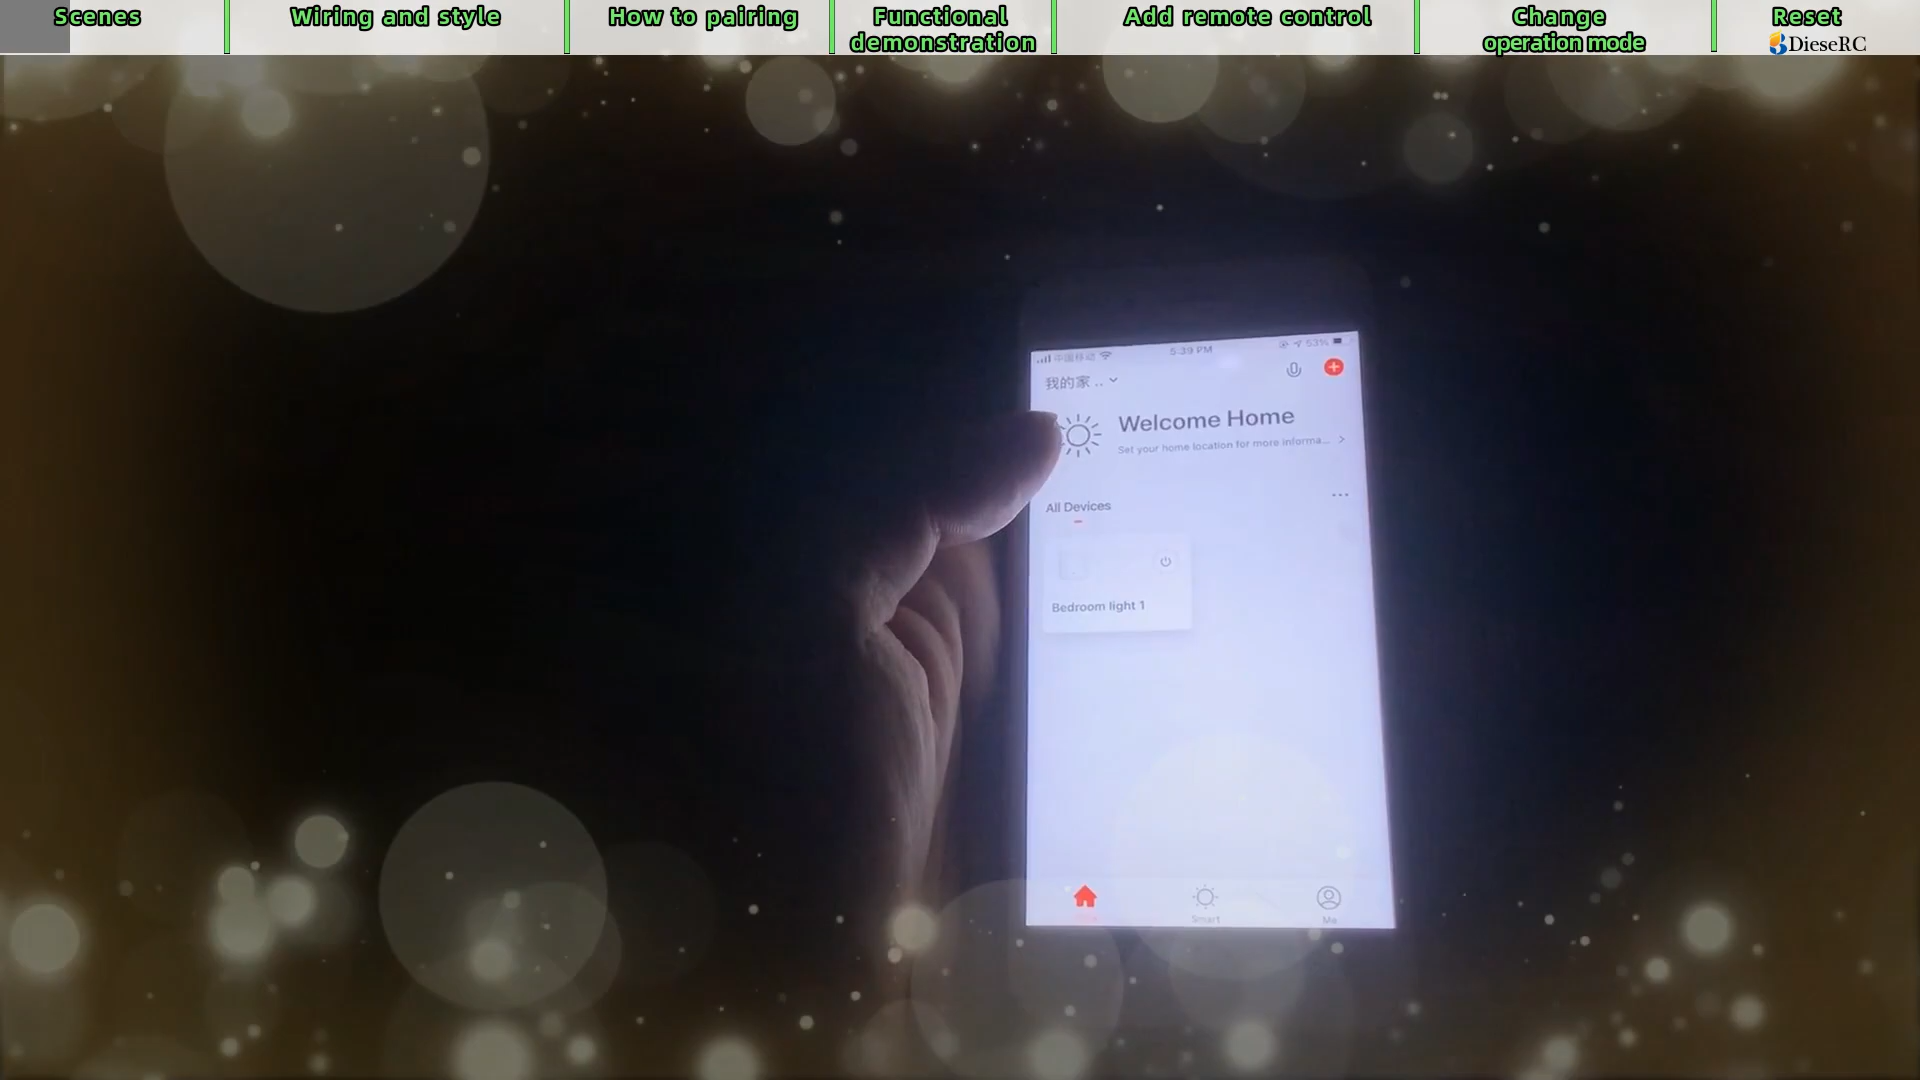 Scenes
Wiring and style
How to pairing
Functional
demonstration
Add remote control
Change
operation mode
Reset
DieseRC
中国移动
5:39 PM
53%
我的家 ..
Welcome Home
Set your home location for more informa...
All Devices
Bedroom light 1
Smart
Me